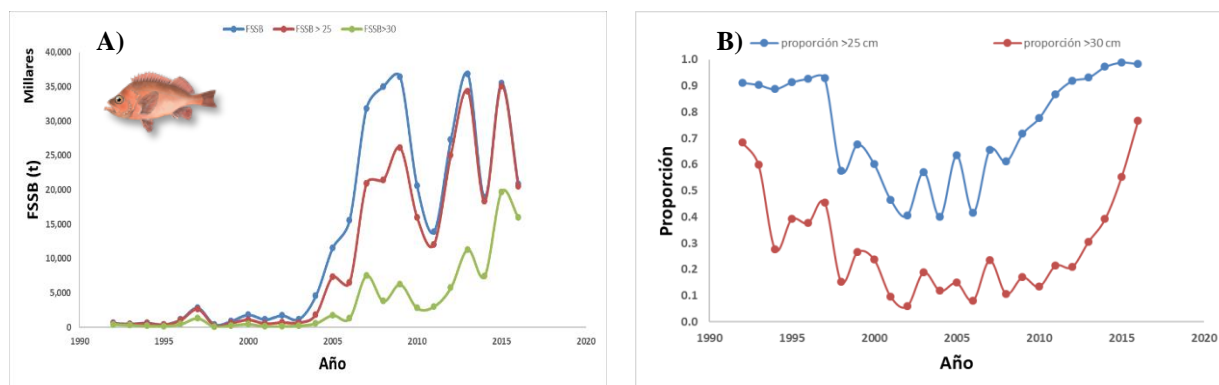 A)
FSSB FSSB > 25 FSSB>30
Millares
FSSB (t)
40,000
35,000
30,000
25,000
20,000
15,000
10,000
5,000
0
1990 1995 2000 2005 2010 2015 2020
Año
B)
proporción >25 cm proporción >30 cm
Proporción
1.0
0.9
0.8
0.7
0.6
0.5
0.4
0.3
0.2
0.1
0.0
1990 1995 2000 2005 2010 2015 2020
Año